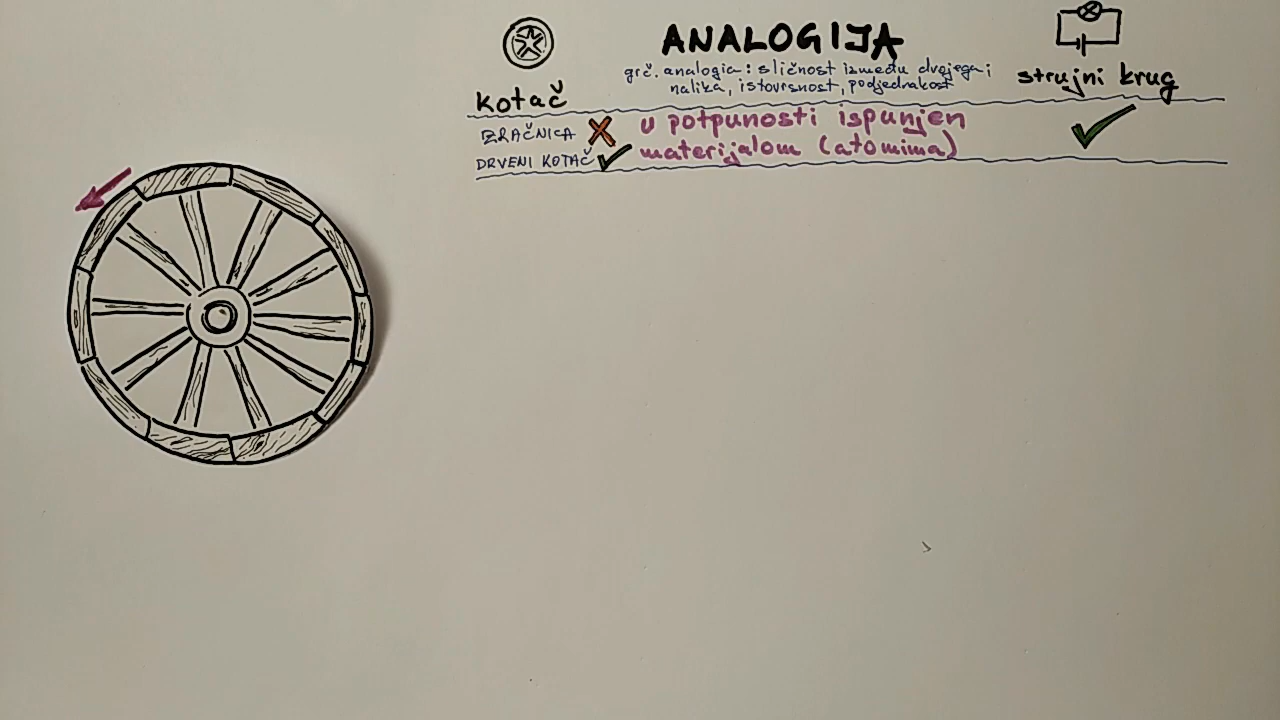 ANALOGIJA
grč. analogia: sličnost između dvojega;
nalika, istovrsnost, podjednakost
kotač
strujni krug
ZRAČNICA
DRVENI KOTAČ
u potpunosti ispunjen
materijalom (atomima)